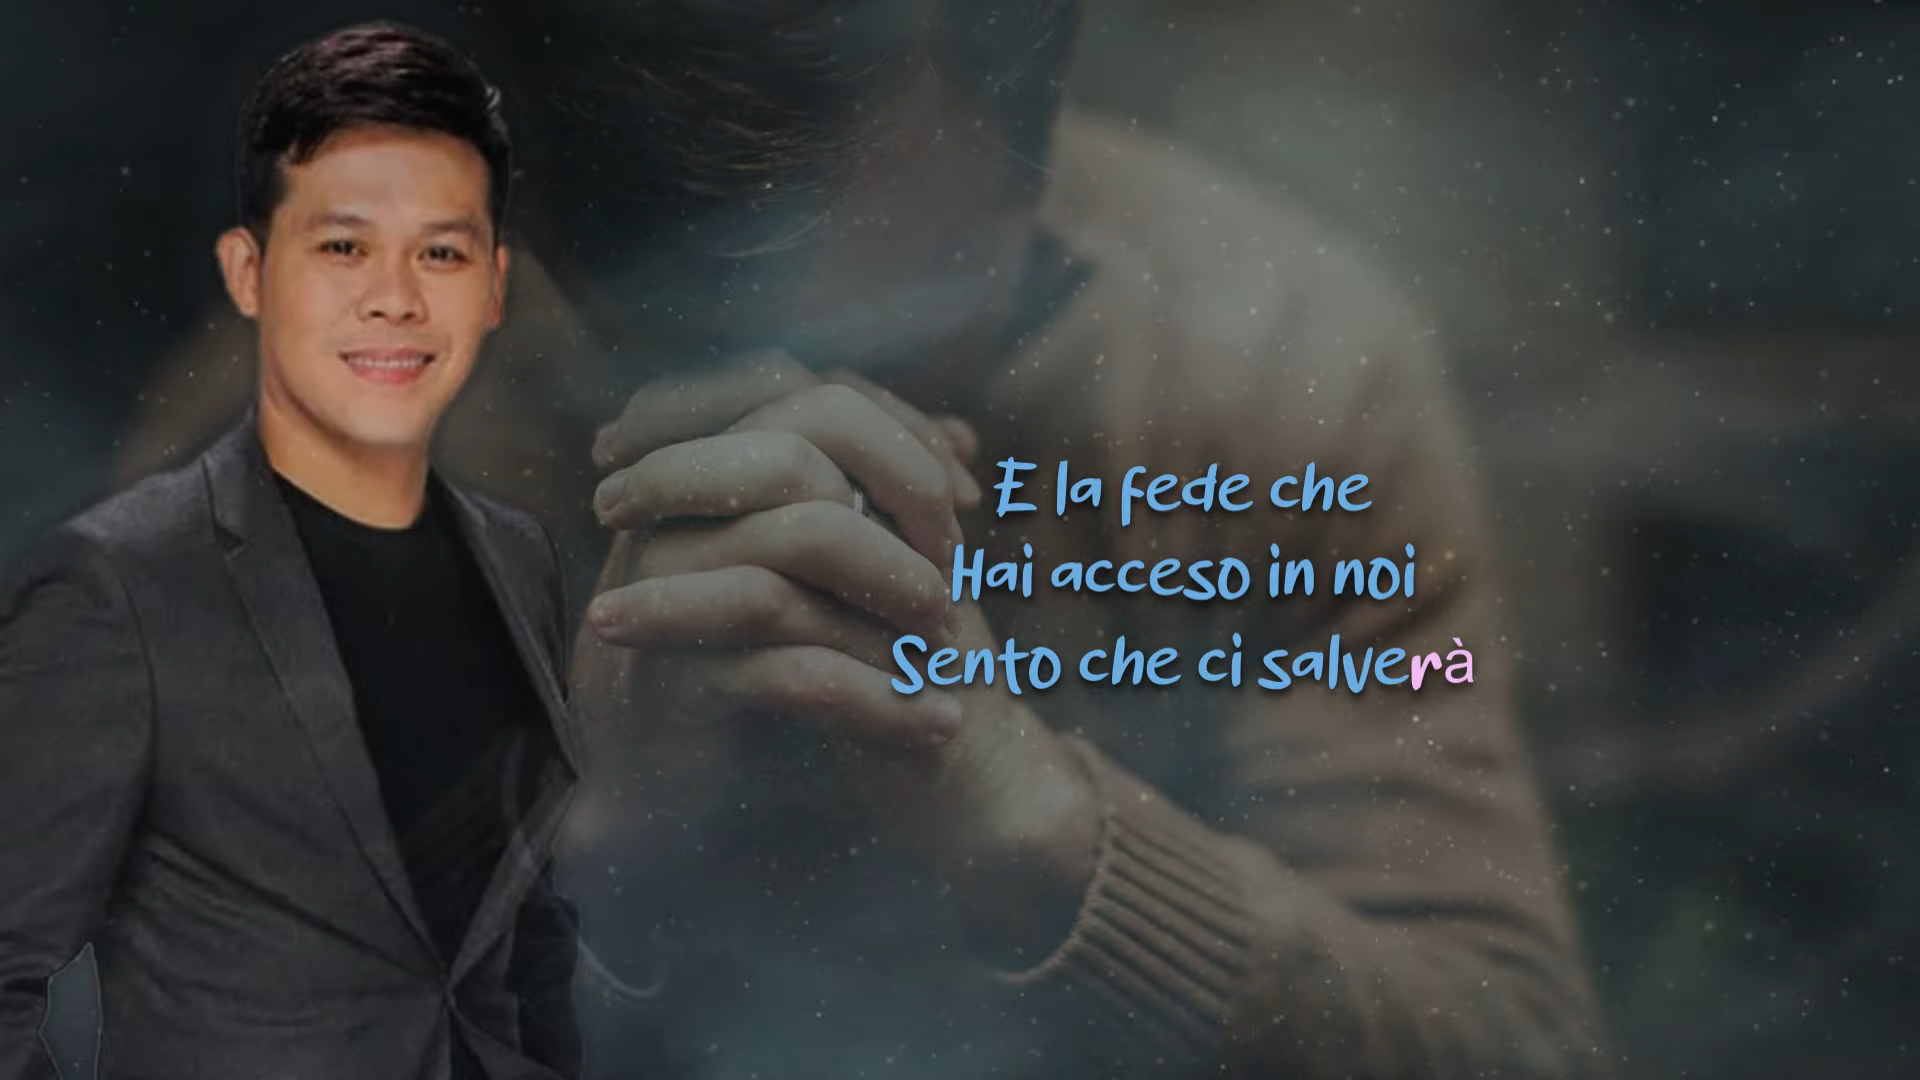 E la fede che
Hai acceso in noi
Sento che ci salverà